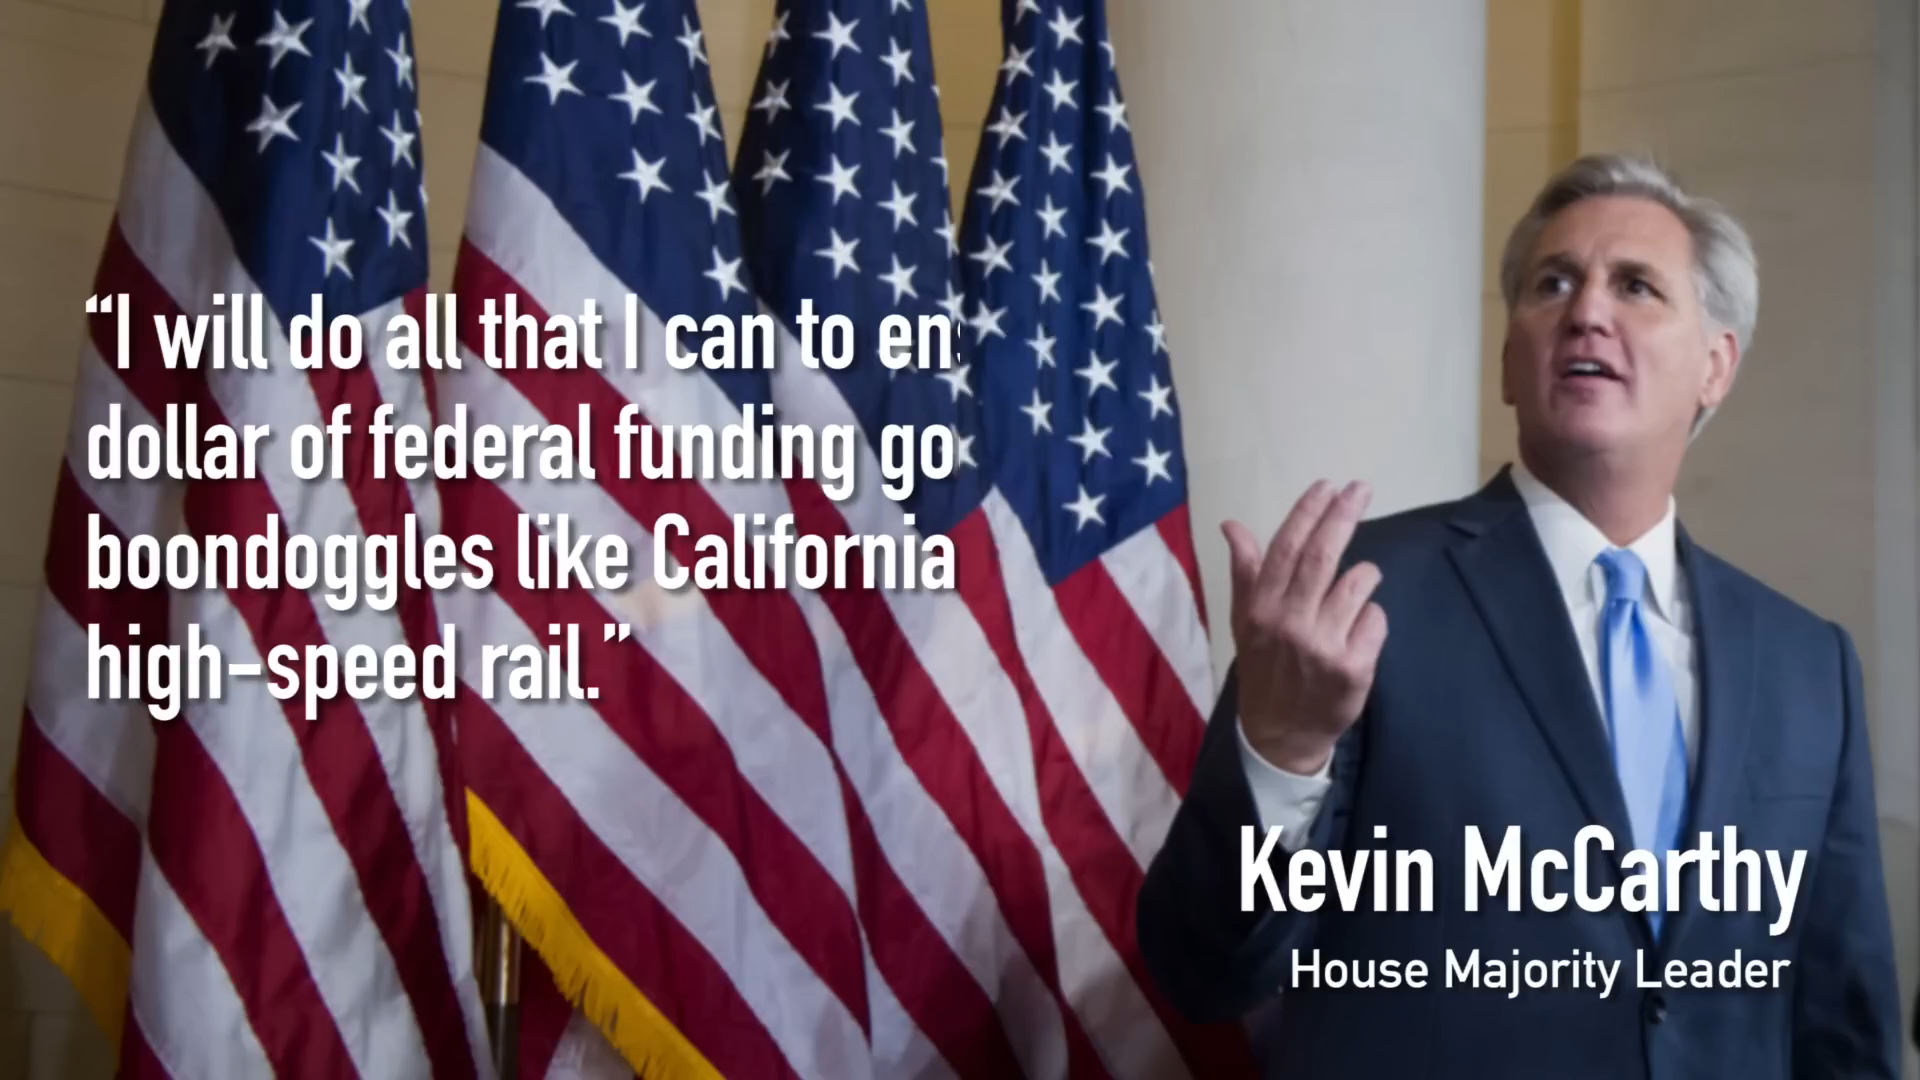 “I will do all that I can to en
dollar of federal funding go
boondoggles like California
high-speed rail.”
Kevin McCarthy
House Majority Leader